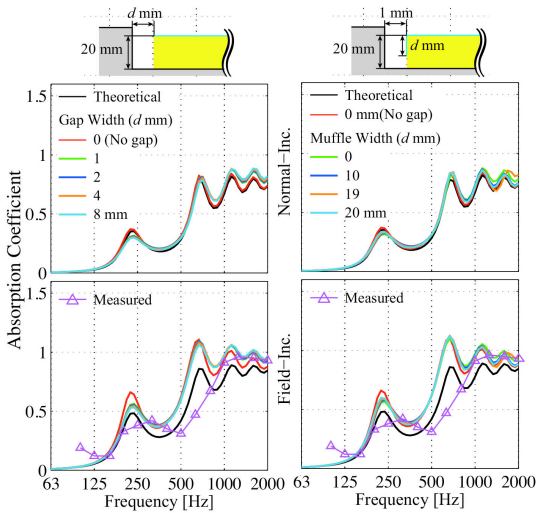 d mm
20 mm
1 mm
20 mm
d mm
1.5
1
0.5
0
Absorption Coefficient
Theoretical
Gap Width (d mm)
0 (No gap)
1
2
4
8 mm
Normal−Inc.
Theoretical
0 mm(No gap)
Muffle Width (d mm)
0
10
19
20 mm
1.5
1
0.5
0
Measured
63 125 250 500 1000 2000
Frequency [Hz]
Field−Inc.
Measured
63 125 250 500 1000 2000
Frequency [Hz]